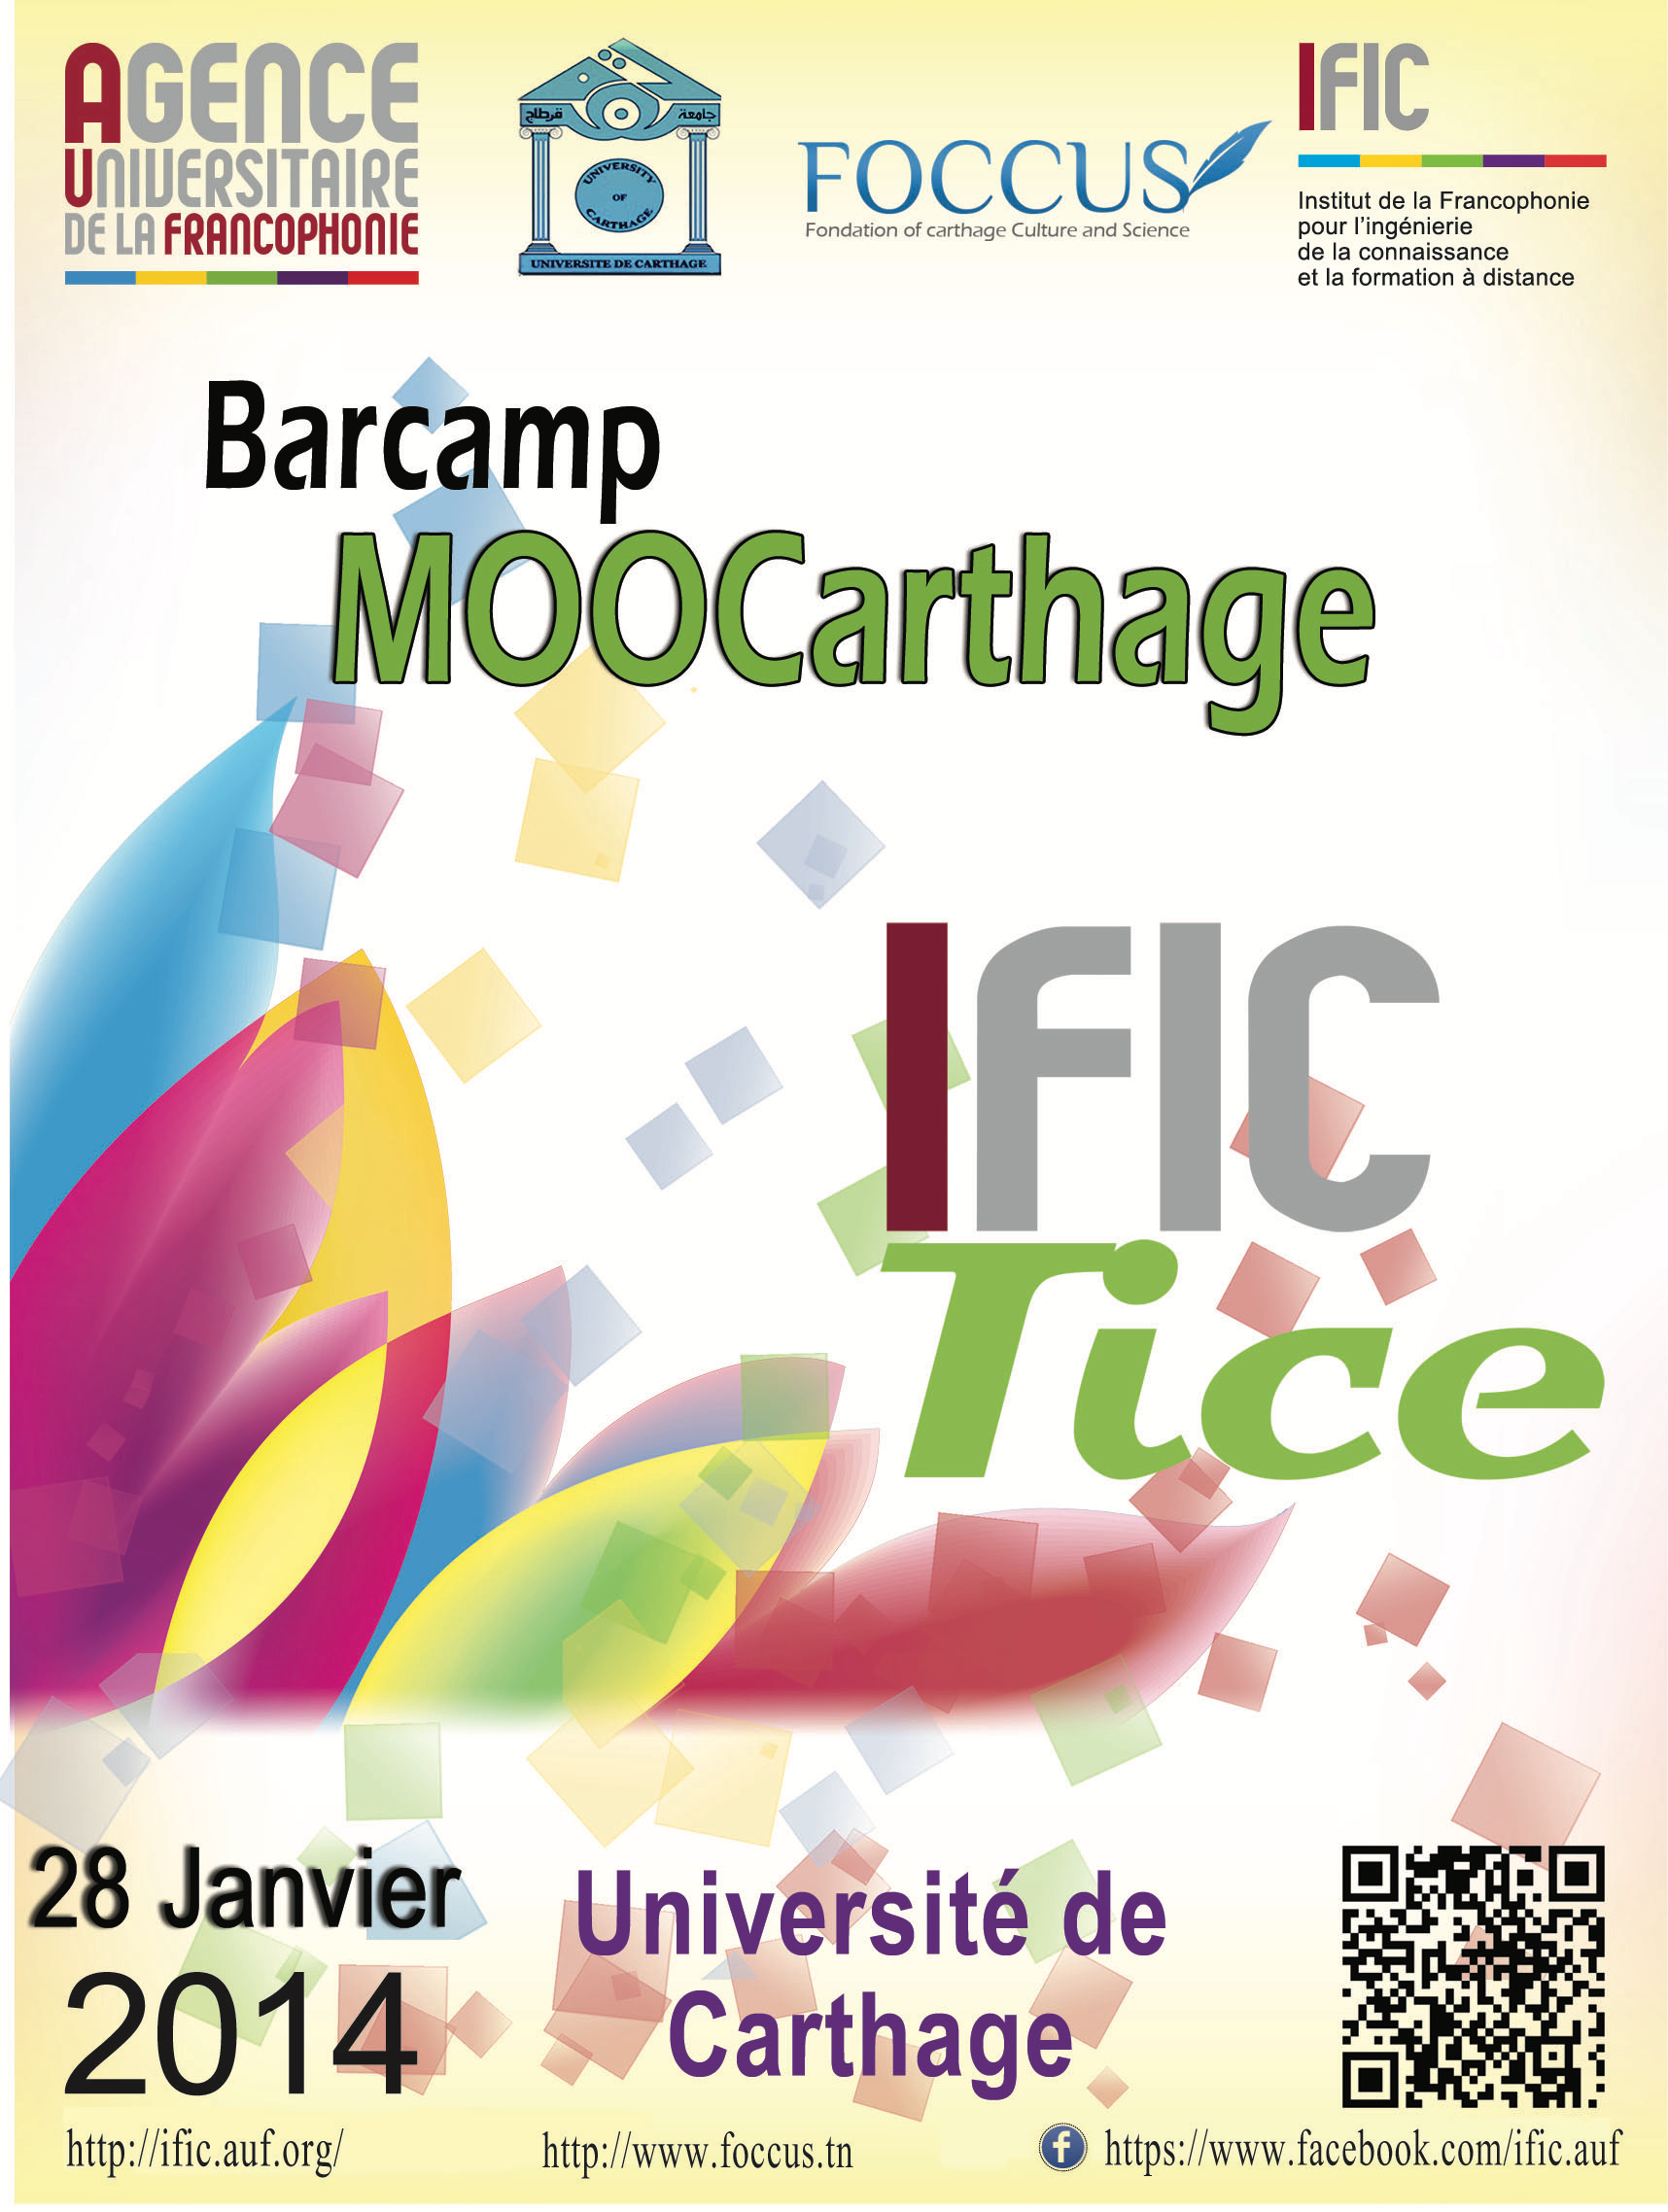 AGENCE
UNIVERSITAIRE
DE LA FRANCOPHONIE
جامعة قرطاج
UNIVERSITY
OF
CARTHAGE
UNIVERSITE DE CARTHAGE
FOCCUS
Fondation of carthage Culture and Science
IFIC
Institut de la Francophonie
pour l'ingénierie
de la connaissance
et la formation à distance
Barcamp
MOOCarthage
IFIC
Tice
28 Janvier
2014
Université de
Carthage
http://ific.auf.org/
http://www.foccus.tn
f https://www.facebook.com/ific.auf